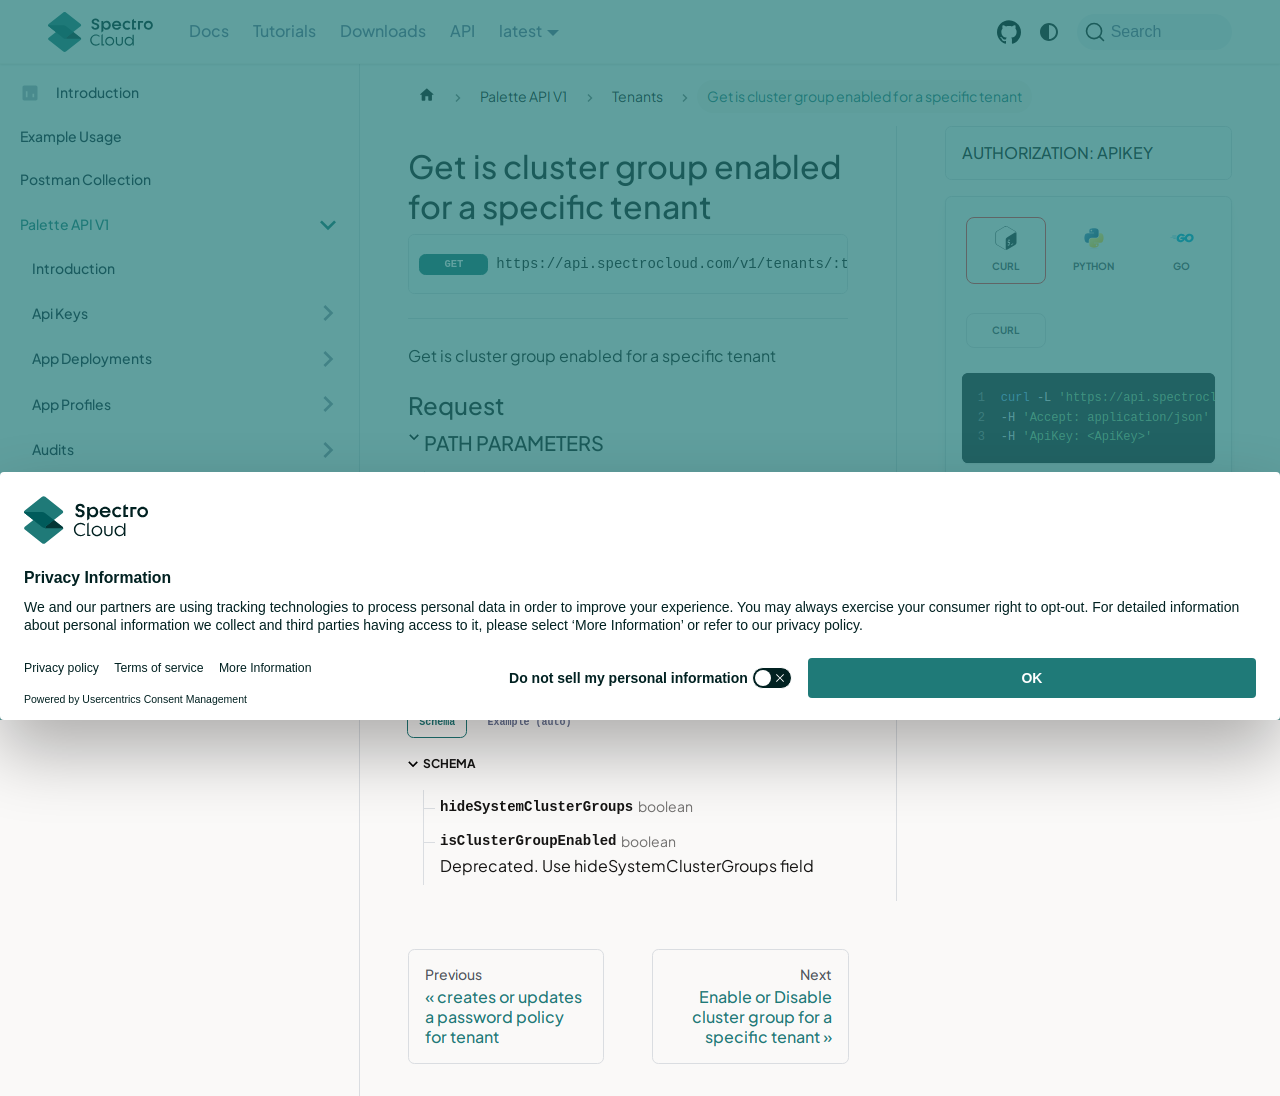 Spectro
Cloud
Docs
Tutorials
Downloads
API
latest
Search
Introduction
Example Usage
Postman Collection
Palette API V1
Introduction
Api Keys
App Deployments
App Profiles
Audits
Palette API V1
Tenants
Get is cluster group enabled for a specific tenant
Get is cluster group enabled
for a specific tenant
GET
https://api.spectrocloud.com/v1/tenants/:t
Get is cluster group enabled for a specific tenant
Request
PATH PARAMETERS
AUTHORIZATION: APIKEY
CURL
PYTHON
GO
CURL
1 curl -L 'https://api.spectrocl
2 -H 'Accept: application/json'
3 -H 'ApiKey: <ApiKey>'
Spectro
Cloud
Privacy Information
We and our partners are using tracking technologies to process personal data in order to improve your experience. You may always exercise your consumer right to opt-out. For detailed information
about personal information we collect and third parties having access to it, please select ‘More Information’ or refer to our privacy policy.
Privacy policy
Terms of service
More Information
Powered by Usercentrics Consent Management
Do not sell my personal information
OK
Schema
Example (auto)
SCHEMA
hideSystemClusterGroups boolean
isClusterGroupEnabled boolean
Deprecated. Use hideSystemClusterGroups field
Previous
« creates or updates
a password policy
for tenant
Next
Enable or Disable
cluster group for a
specific tenant »